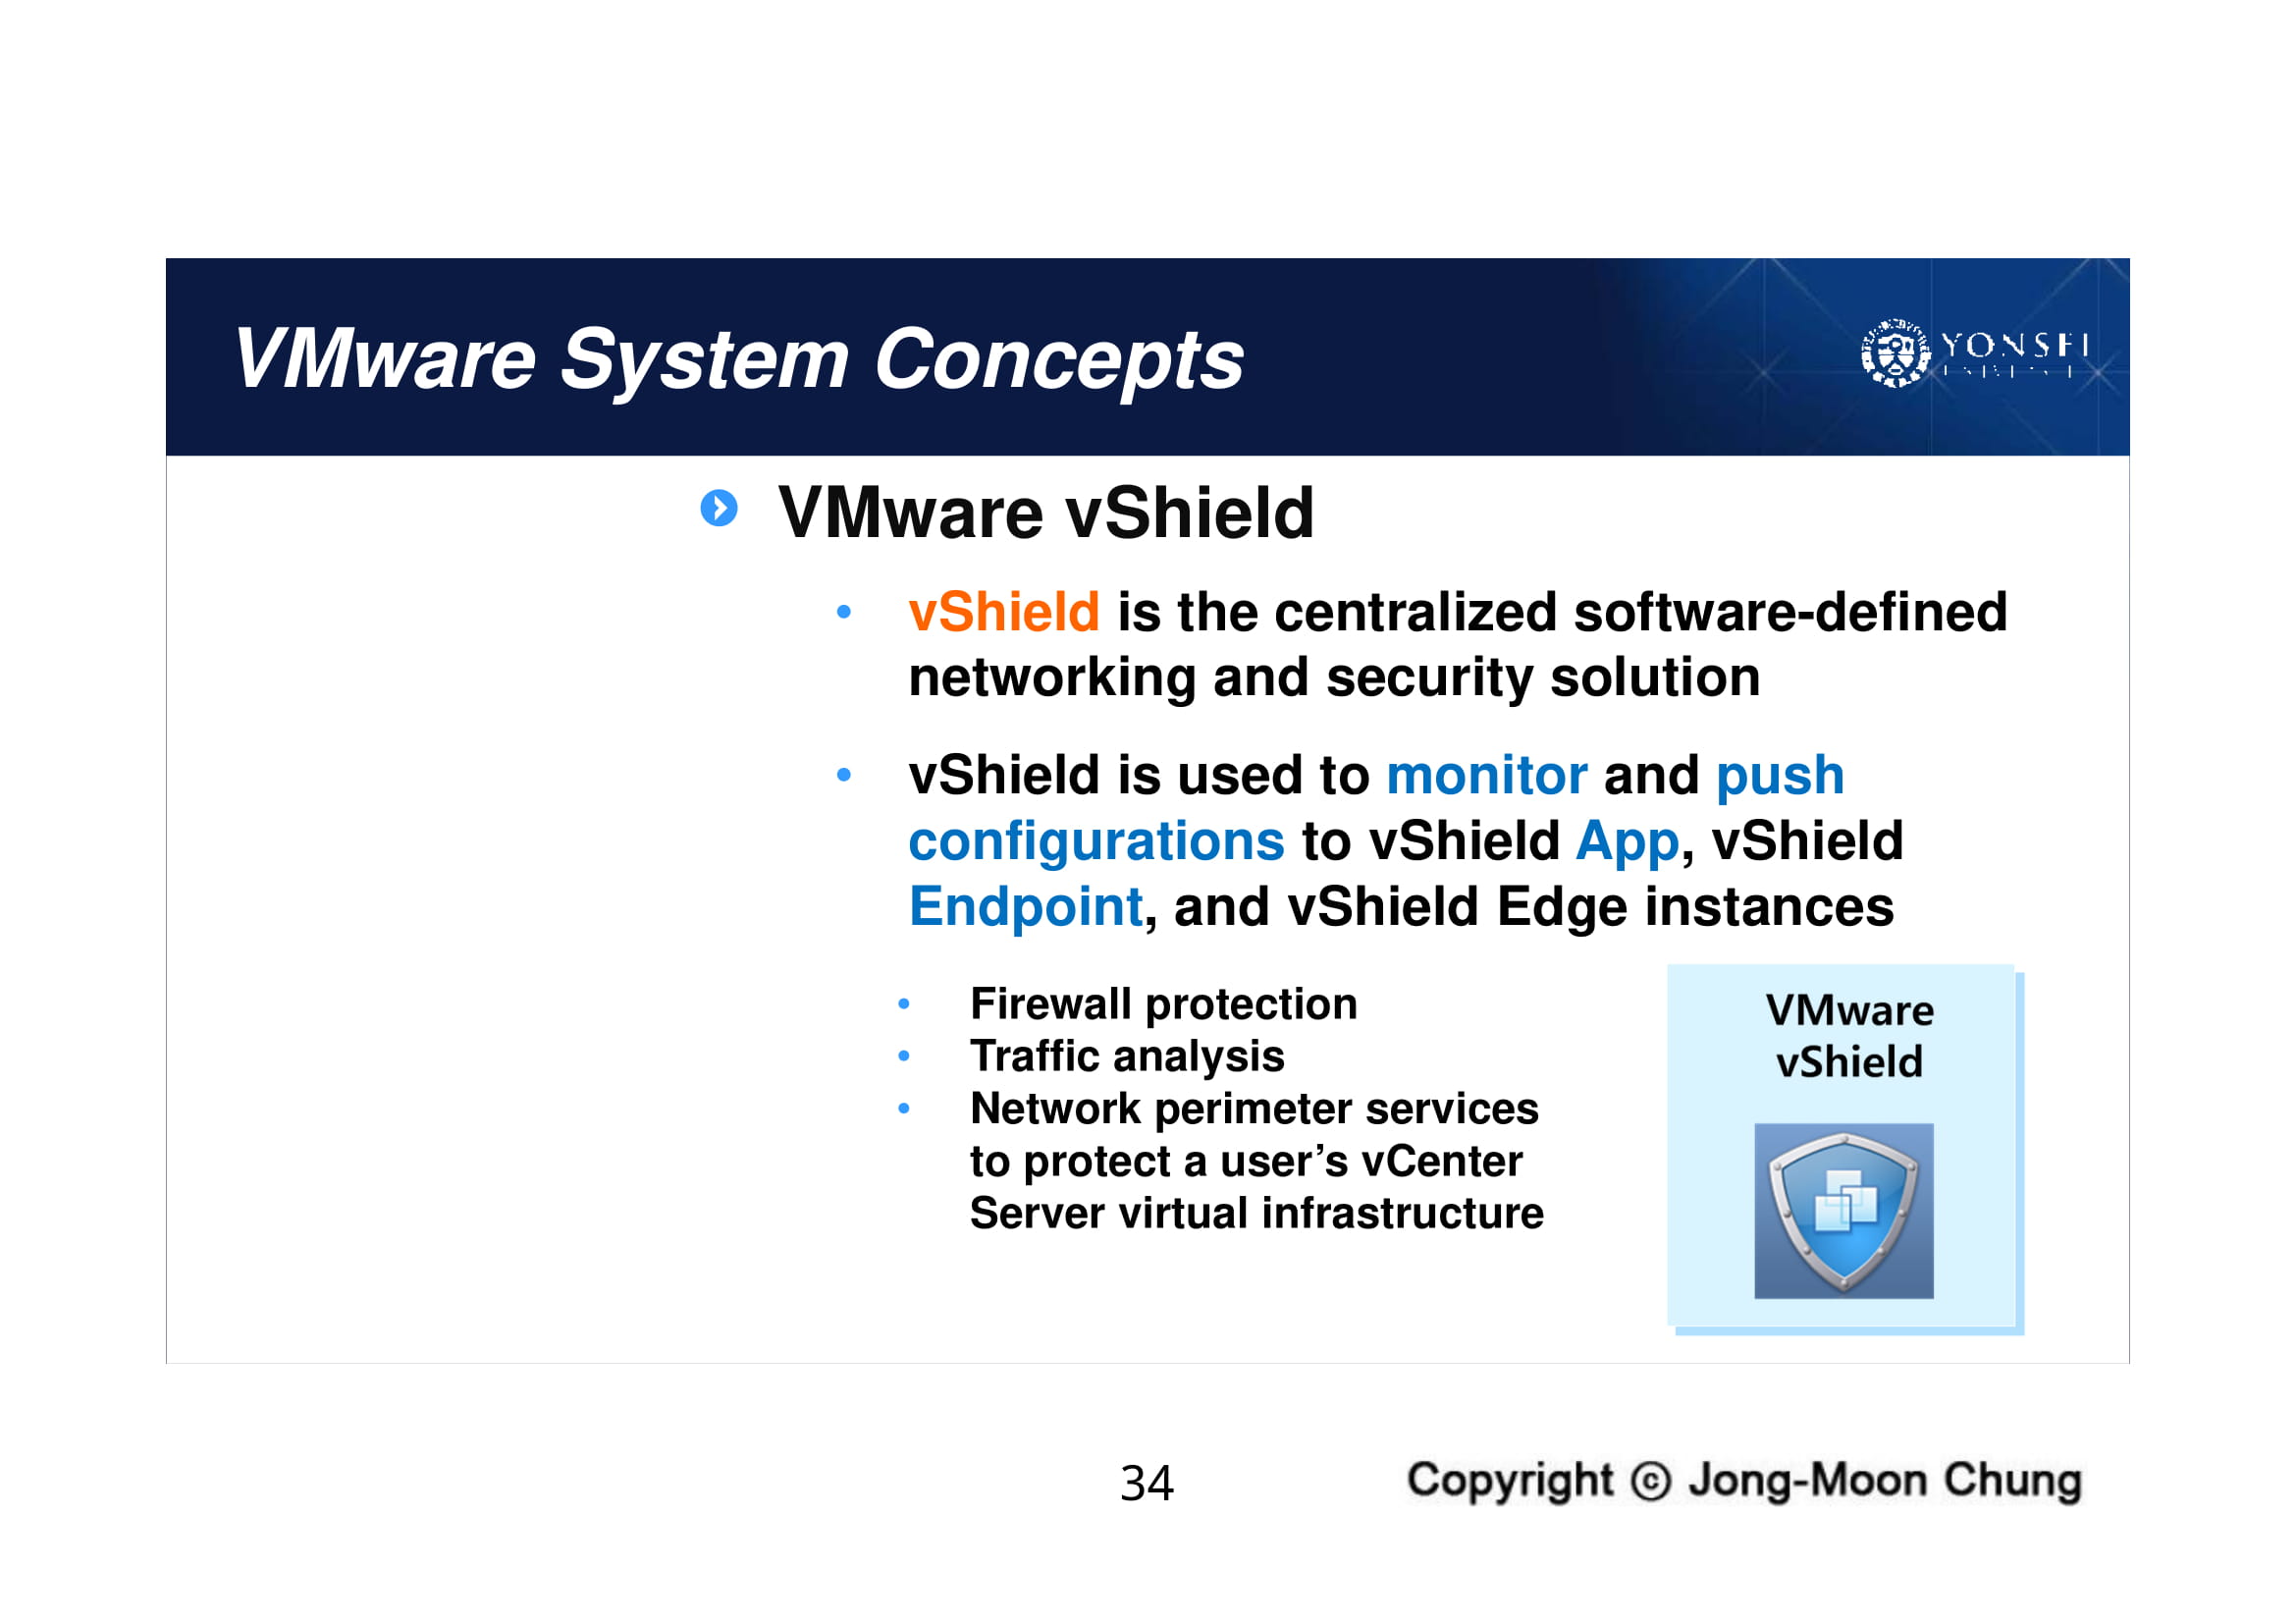 VMware System Concepts
YONSEI
VMware vShield
• vShield is the centralized software-defined
networking and security solution
• vShield is used to monitor and push
configurations to vShield App, vShield
Endpoint, and vShield Edge instances
• Firewall protection
• Traffic analysis
• Network perimeter services
to protect a user’s vCenter
Server virtual infrastructure
VMware
vShield
34
Copyright ⓒ Jong-Moon Chung